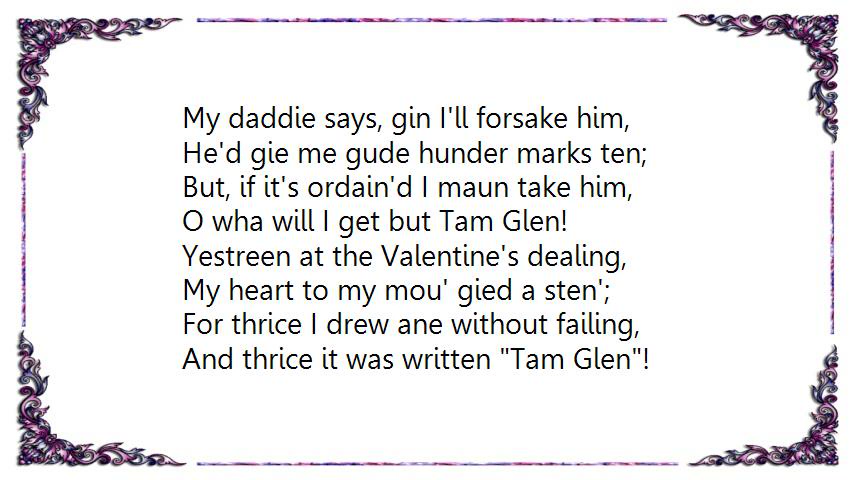 My daddie says, gin I'll forsake him,
He'd gie me gude hunder marks ten;
But, if it's ordain'd I maun take him,
O wha will I get but Tam Glen!
Yestreen at the Valentine's dealing,
My heart to my mou' gied a sten';
For thrice I drew ane without failing,
And thrice it was written "Tam Glen"!